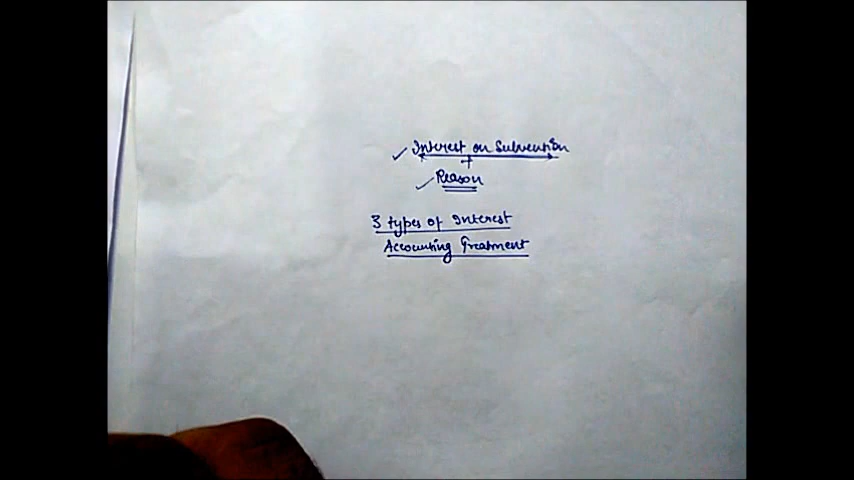 ✓ Interest on Subvention
+
✓ Reason
3 types of Interest
Accounting Treatment